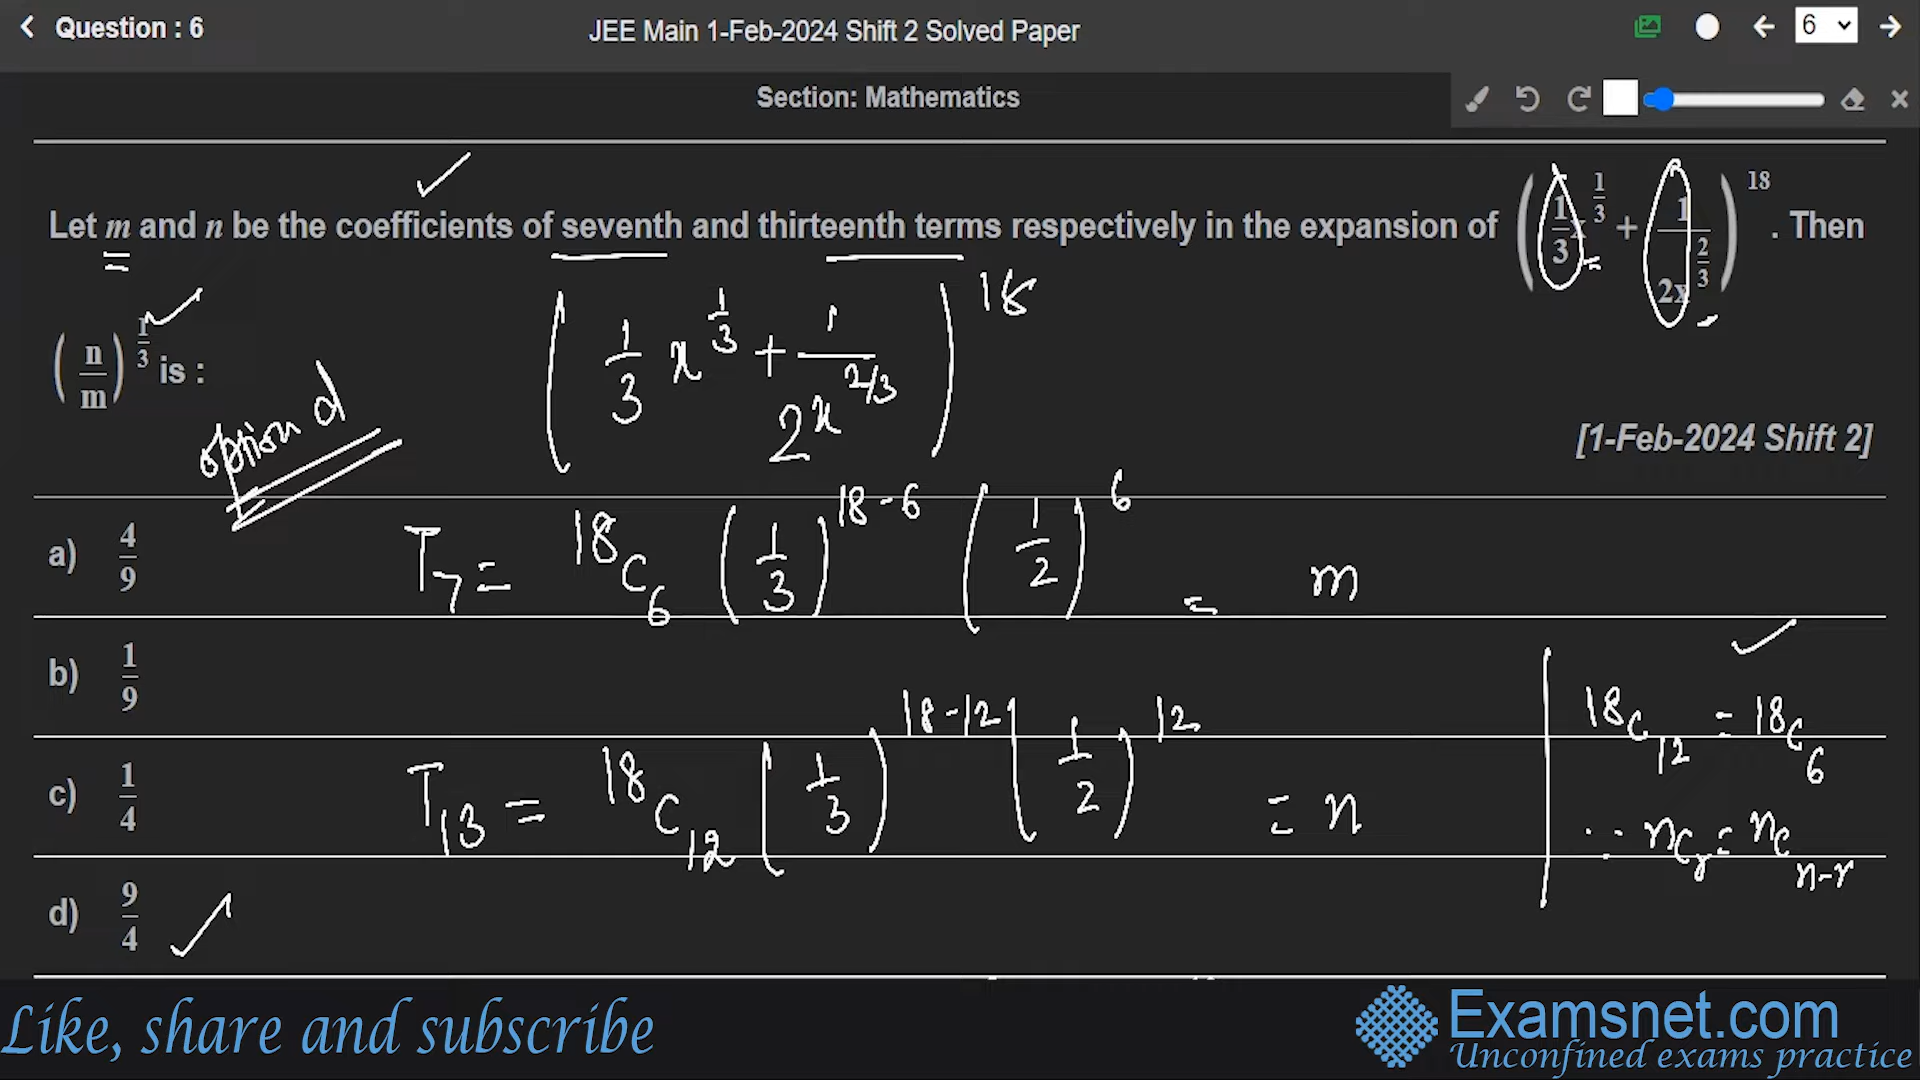 Question : 6
JEE Main 1-Feb-2024 Shift 2 Solved Paper
6
Section: Mathematics
Let m and n be the coefficients of seventh and thirteenth terms respectively in the expansion of (1/3 x^(1/3) + 1/(2x^(2/3)))^18 . Then
(n/m)^(1/3) is :
(1/3 x^(1/3) + 1/(2x^(2/3)))^18
option d
[1-Feb-2024 Shift 2]
a) 4/9
T7 = 18C6 (1/3)^(18-6) (1/2)^6 = m
b) 1/9
18C12 = 18C6
c) 1/4
T13 = 18C12 (1/3)^(18-12) (1/2)^12 = n
∵ nCr = nCn-r
d) 9/4
Like, share and subscribe
Examsnet.com
Unconfined exams practice